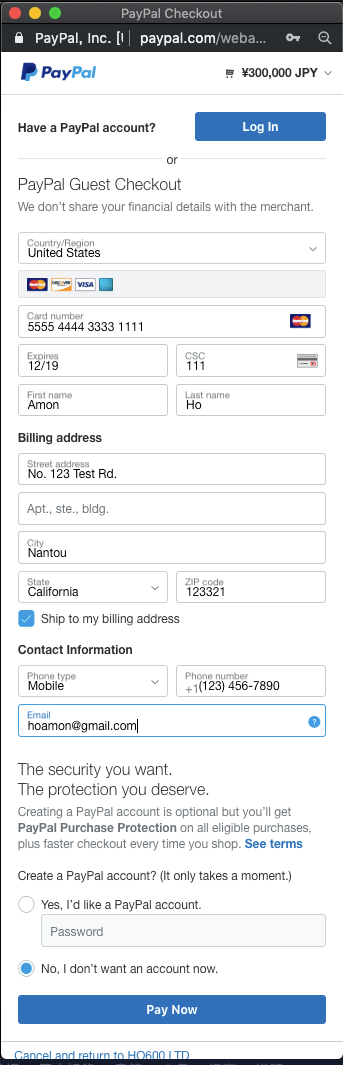 PayPal Checkout
PayPal, Inc. [U paypal.com/weba...
PayPal ¥300,000 JPY
Have a PayPal account? Log In
or
PayPal Guest Checkout
We don't share your financial details with the merchant.
Country/Region
United States
MasterCard DISCOVER VISA
Card number
5555 4444 3333 1111
MasterCard
Expires CSC
12/19 111
First name Last name
Amon Ho
Billing address
Street address
No. 123 Test Rd.
Apt., ste., bldg.
City
Nantou
State ZIP code
California 123321
Ship to my billing address
Contact Information
Phone type Phone number
Mobile +1(123) 456-7890
Email
hoamon@gmail.com
?
The security you want.
The protection you deserve.
Creating a PayPal account is optional but you'll get
PayPal Purchase Protection on all eligible purchases,
plus faster checkout every time you shop. See terms
Create a PayPal account? (It only takes a moment.)
Yes, I'd like a PayPal account.
Password
No, I don't want an account now.
Pay Now
Cancel and return to HO600 LTD